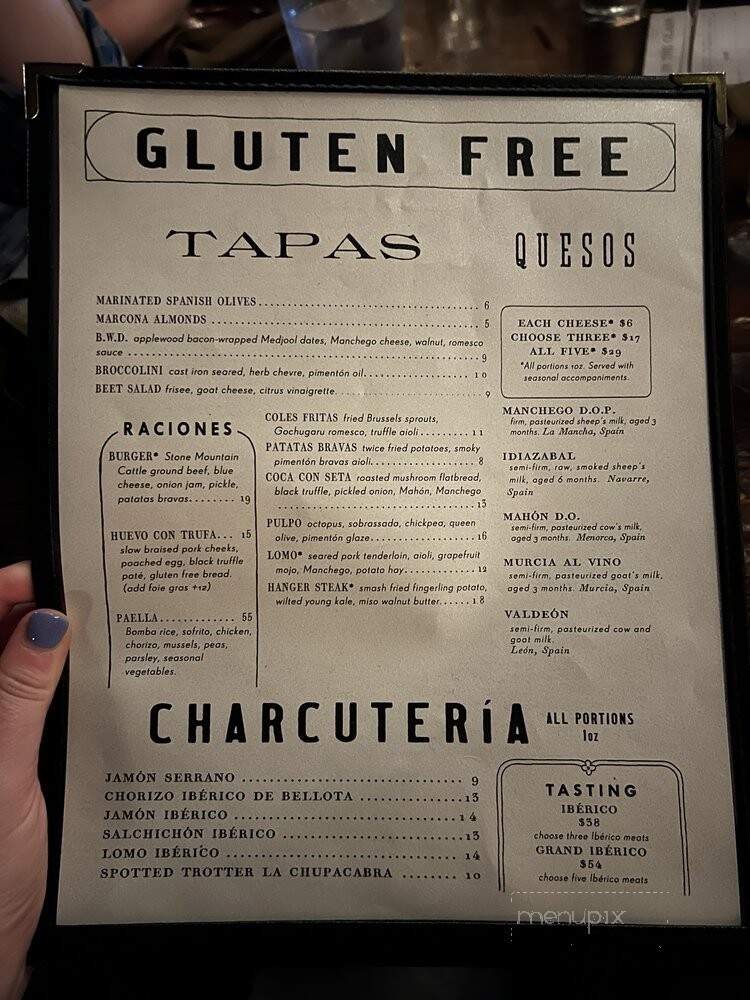 GLUTEN FREE
TAPAS
MARINATED SPANISH OLIVES 6
MARCONA ALMONDS 5
B.W.D. applewood bacon-wrapped Medjool dates, Manchego cheese, walnut, romesco
sauce 9
BROCCOLINI cast iron seared, herb chevre, pimentón oil 10
BEET SALAD frisee, goat cheese, citrus vinaigrette 9
RACIONES
BURGER* Stone Mountain
Cattle ground beef, blue
cheese, onion jam, pickle,
patatas bravas 19
HUEVO CON TRUFA... 15
slow braised pork cheeks,
poached egg, black truffle
paté, gluten free bread.
(add foie gras +12)
PAELLA 55
Bomba rice, sofrito, chicken,
chorizo, mussels, peas,
parsley, seasonal
vegetables.
COLES FRITAS fried Brussels sprouts,
Gochugaru romesco, truffle aioli 11
PATATAS BRAVAS twice fried potatoes, smoky
pimentón bravas aioli 8
COCA CON SETA roasted mushroom flatbread,
black truffle, pickled onion, Mahón, Manchego
13
PULPO octopus, sobrassada, chickpea, queen
olive, pimentón glaze 16
LOMO* seared pork tenderloin, aioli, grapefruit
mojo, Manchego, potato hay 12
HANGER STEAK* smash fried fingerling potato,
wilted young kale, miso walnut butter 18
QUESOS
EACH CHEESE* $6
CHOOSE THREE* $17
ALL FIVE* $29
*All portions 1oz. Served with
seasonal accompaniments.
MANCHEGO D.O.P.
firm, pasteurized sheep's milk, aged 3
months. La Mancha, Spain
IDIAZABAL
semi-firm, raw, smoked sheep's
milk, aged 6 months. Navarre,
Spain
MAHÓN D.O.
semi-firm, pasteurized cow's milk,
aged 3 months. Menorca, Spain
MURCIA AL VINO
semi-firm, pasteurized goat's milk,
aged 3 months. Murcia, Spain
VALDEÓN
semi-firm, pasteurized cow and
goat milk.
León, Spain
CHARCUTERíA ALL PORTIONS
1oz
JAMÓN SERRANO 9
CHORIZO IBÉRICO DE BELLOTA 13
JAMÓN IBÉRICO 14
SALCHICHÓN IBÉRICO 13
LOMO IBÉRICO 14
SPOTTED TROTTER LA CHUPACABRA 10
TASTING
IBÉRICO
$38
choose three Ibérico meats
GRAND IBÉRICO
$54
choose five Ibérico meats
menupix